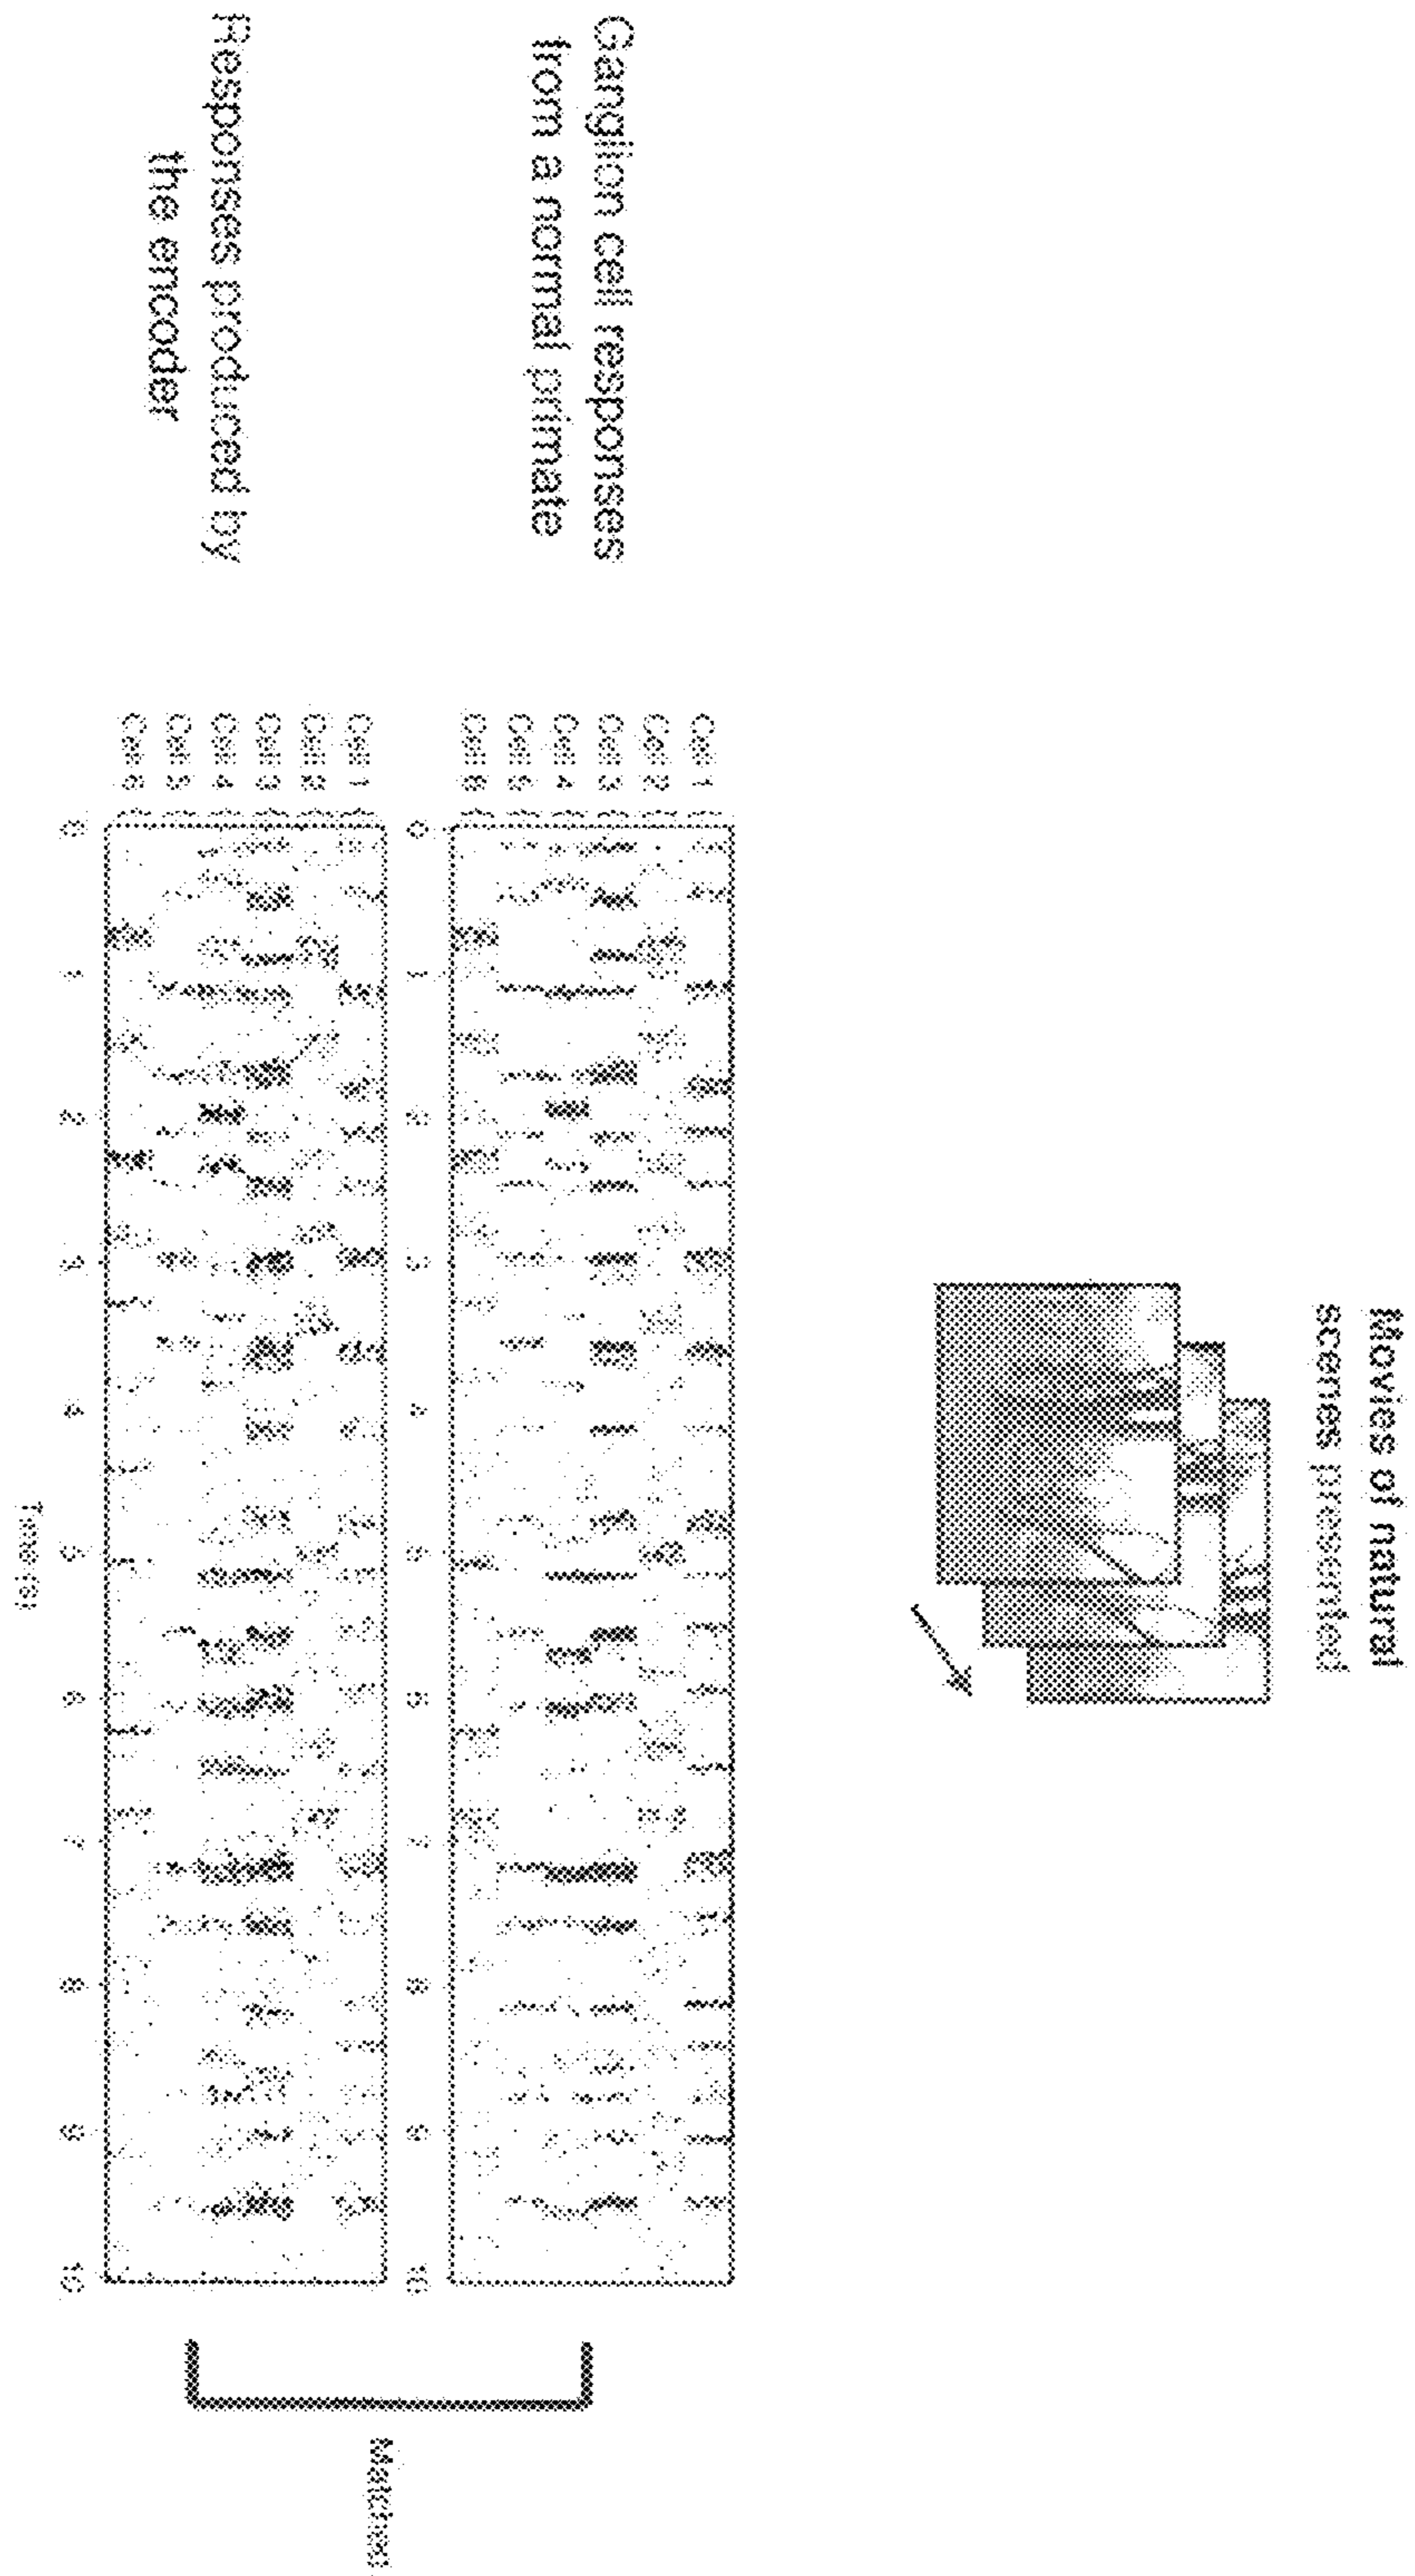 Movies of natural
scenes presented
Ganglion cell responses
from a normal primate
Cell 1
Cell 2
Cell 3
Cell 4
Cell 5
Cell 6
0 1 2 3 4 5 6 7 8 9 10
Responses produced by
the encoder
Cell 1
Cell 2
Cell 3
Cell 4
Cell 5
Cell 6
0 1 2 3 4 5 6 7 8 9 10
Time (s)
Matched